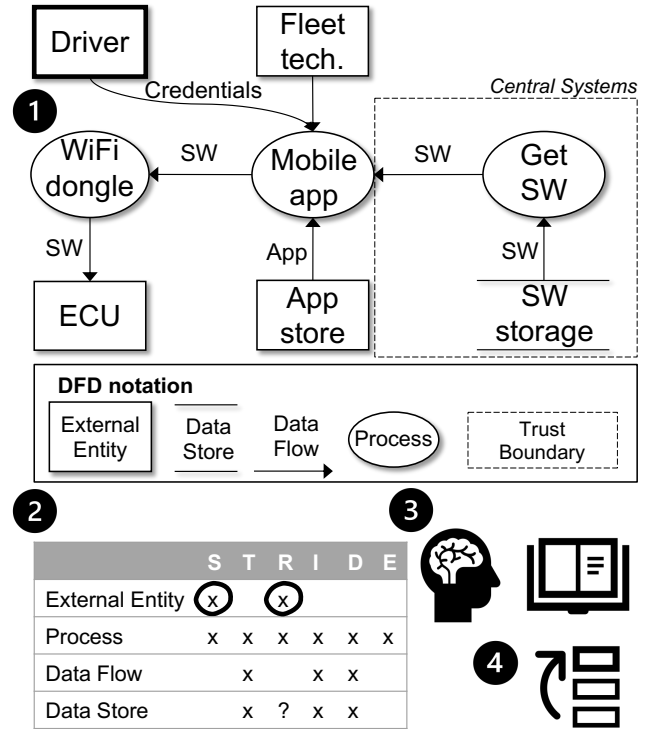 Driver
Fleet
tech.
Central Systems
Credentials
1
WiFi
dongle
SW
Mobile
app
SW
Get
SW
SW
App
SW
ECU
App
store
SW
storage
DFD notation
External
Entity
Data
Store
Data
Flow
Process
Trust
Boundary
2
3
S T R I D E
External Entity x x
Process x x x x x x
Data Flow x x x
Data Store x ? x x
4